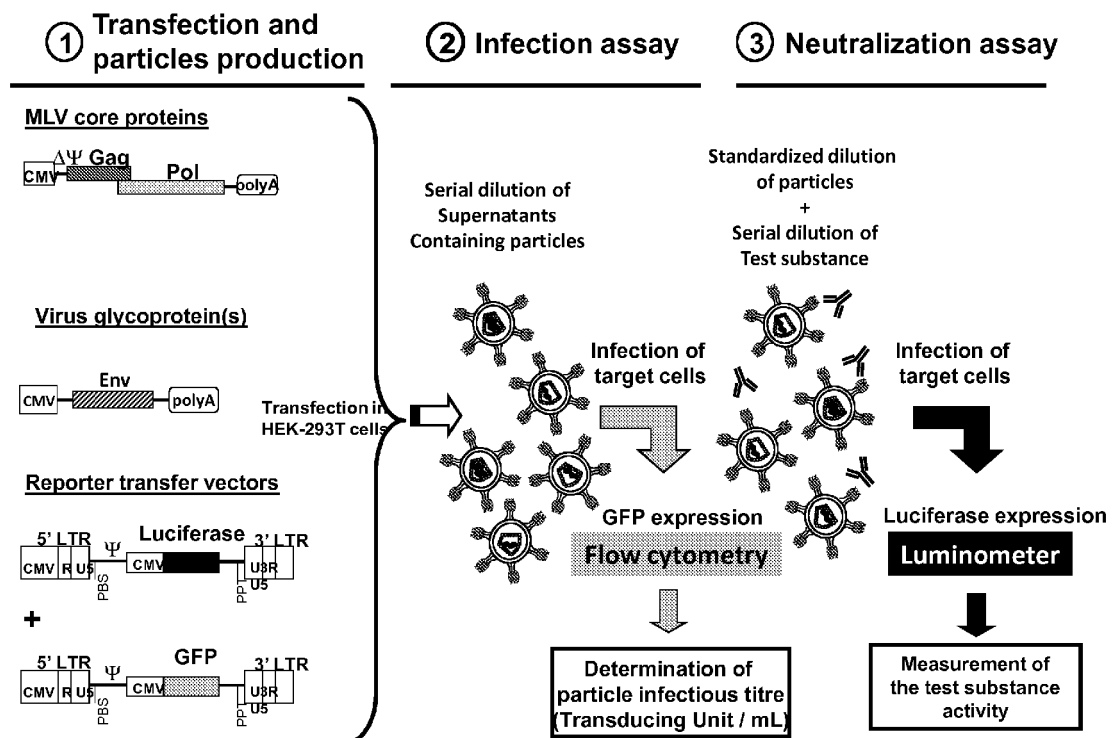 ① Transfection and
particles production
MLV core proteins
ΔΨ Gag
CMV Pol polyA
Virus glycoprotein(s)
Env
CMV polyA
Transfection in
HEK-293T cells
Reporter transfer vectors
5' LTR Ψ Luciferase 3' LTR
CMV R U5 CMV U3R
PBS PPT U5
+
5' LTR Ψ GFP 3' LTR
CMV R U5 CMV U3R
PBS PPT U5
② Infection assay
Serial dilution of
Supernatants
Containing particles
Infection of
target cells
GFP expression
Flow cytometry
Determination of
particle infectious titre
(Transducing Unit / mL)
③ Neutralization assay
Standardized dilution
of particles
+
Serial dilution of
Test substance
Infection of
target cells
Luciferase expression
Luminometer
Measurement of
the test substance
activity